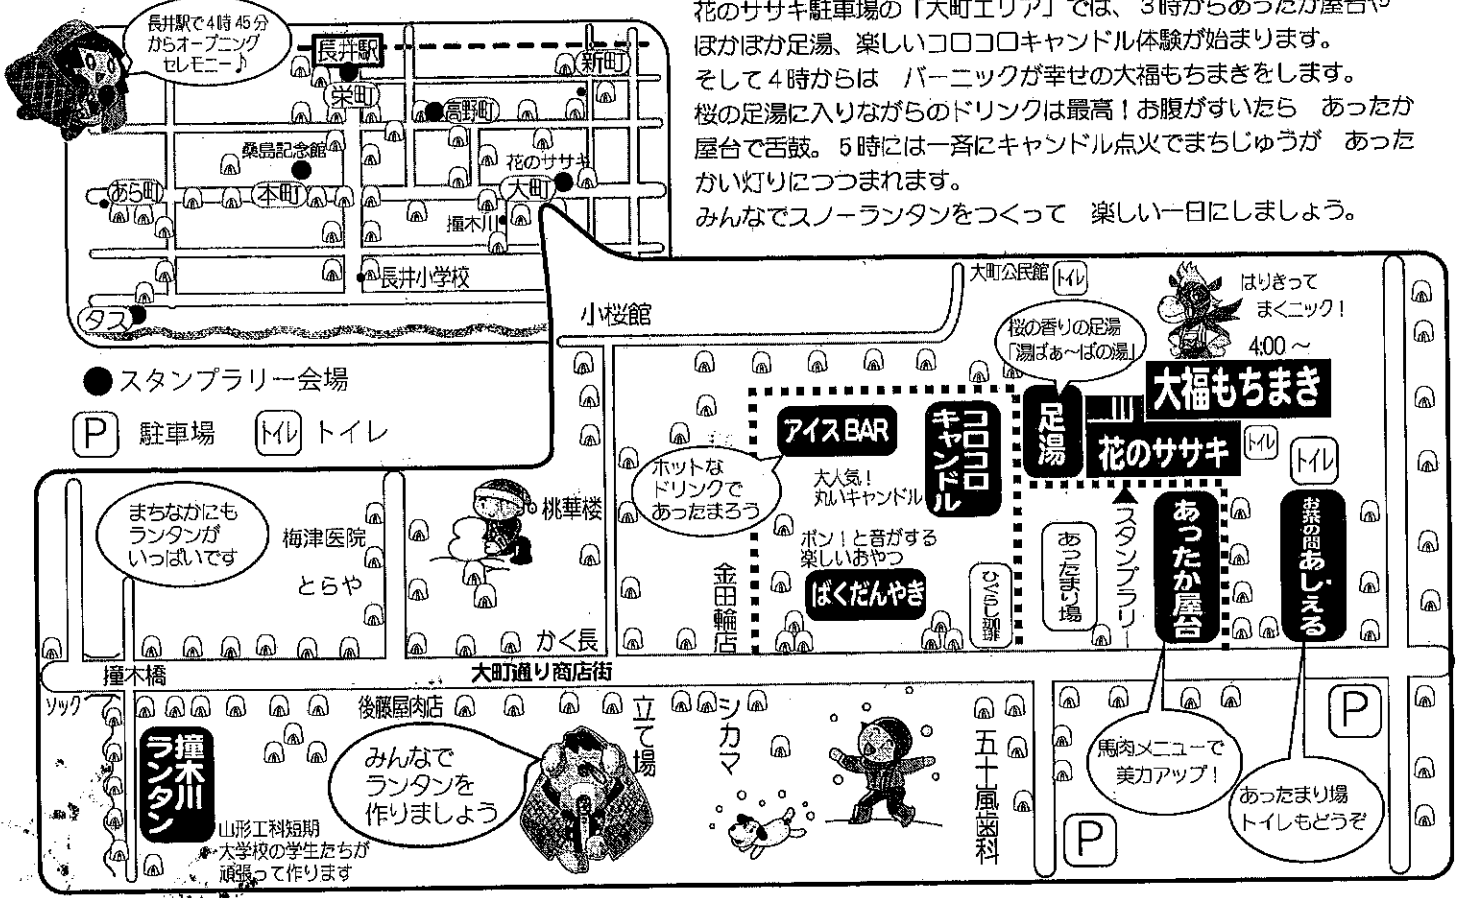 長井駅で4時45分
からオープニング
セレモニー♪
長井駅
新町
栄町
高野町
桑島記念館
花のササキ
あら町
本町
大町
撞木川
長井小学校
タス
●スタンプラリー会場
P 駐車場 トイレ トイレ
花のササキ駐車場の「大町エリア」では、3時からあったか屋台や
ぽかぽか足湯、楽しいコロコロキャンドル体験が始まります。
そして4時からは バーニックが幸せの大福もちまきをします。
桜の足湯に入りながらのドリンクは最高!お腹がすいたら あったか
屋台で舌鼓。5時には一斉にキャンドル点火でまちじゅうが あった
かい灯りにつつまれます。
みんなでスノーランタンをつくって 楽しい一日にしましょう。
小桜館
大町公民館 トイレ
はりきって
まくニック!
4:00 ~
大福もちまき
桜の香りの足湯
「湯ばぁ~ばの湯」
足湯
花のササキ
トイレ
トイレ
アイスBAR
コロコロ
キャンドル
ホットな
ドリンクで
あったまろう
大人気!
丸いキャンドル
ボン!と音がする
楽しいおやつ
ばくだんやき
金田輪店
ひぐらし珈琲
あったまり場
スタンプラリー
あったか屋台
お茶の間 あじぇる
まちなかにも
ランタンが
いっぱいです
梅津医院
とらや
桃華楼
かく長
撞木橋
大町通り商店街
ソック
後藤屋肉店
立て場
シカマ
五十嵐歯科
撞木川
ランタン
山形工科短期
大学校の学生たちが
頑張って作ります
みんなで
ランタンを
作りましょう
馬肉メニューで
美力アップ!
あったまり場
トイレもどうぞ
P
P